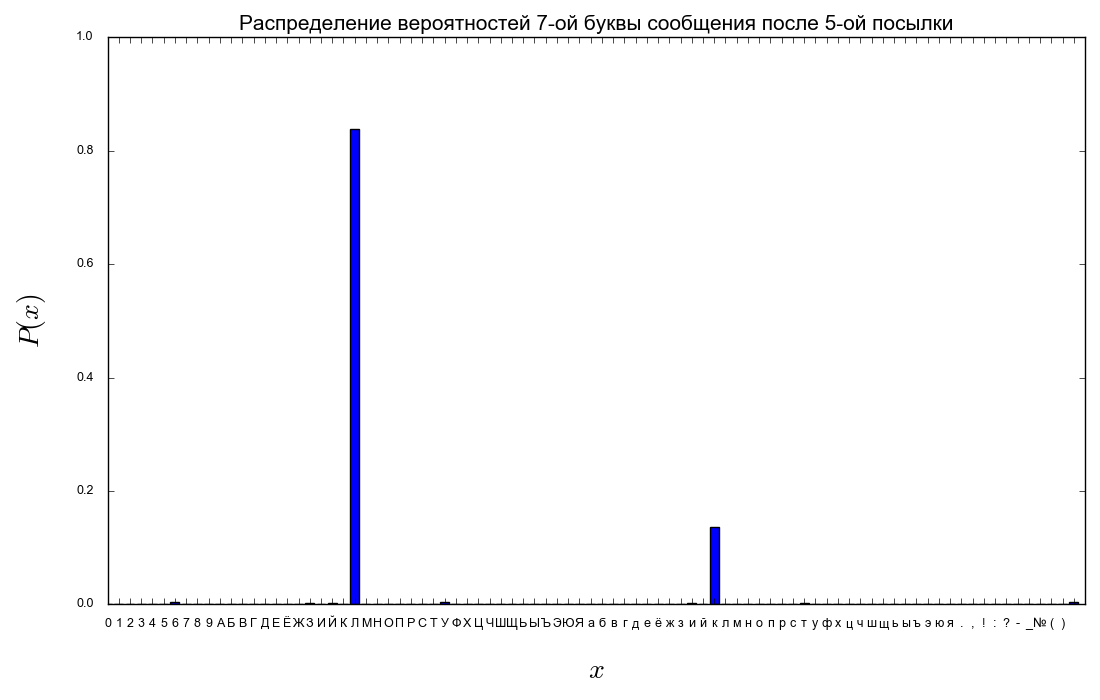 Распределение вероятностей 7-ой буквы сообщения после 5-ой посылки
1.0
0.8
0.6
0.4
0.2
0.0
P(x)
0 1 2 3 4 5 6 7 8 9 А Б В Г Д Е Ё Ж З И Й К Л М Н О П Р С Т У Ф Х Ц Ч Ш Щ Ь Ы Ъ Э Ю Я а б в г д е ё ж з и й к л м н о п р с т у ф х ц ч ш щ ь ы ъ э ю я . , ! : ? - _ № ( )
x